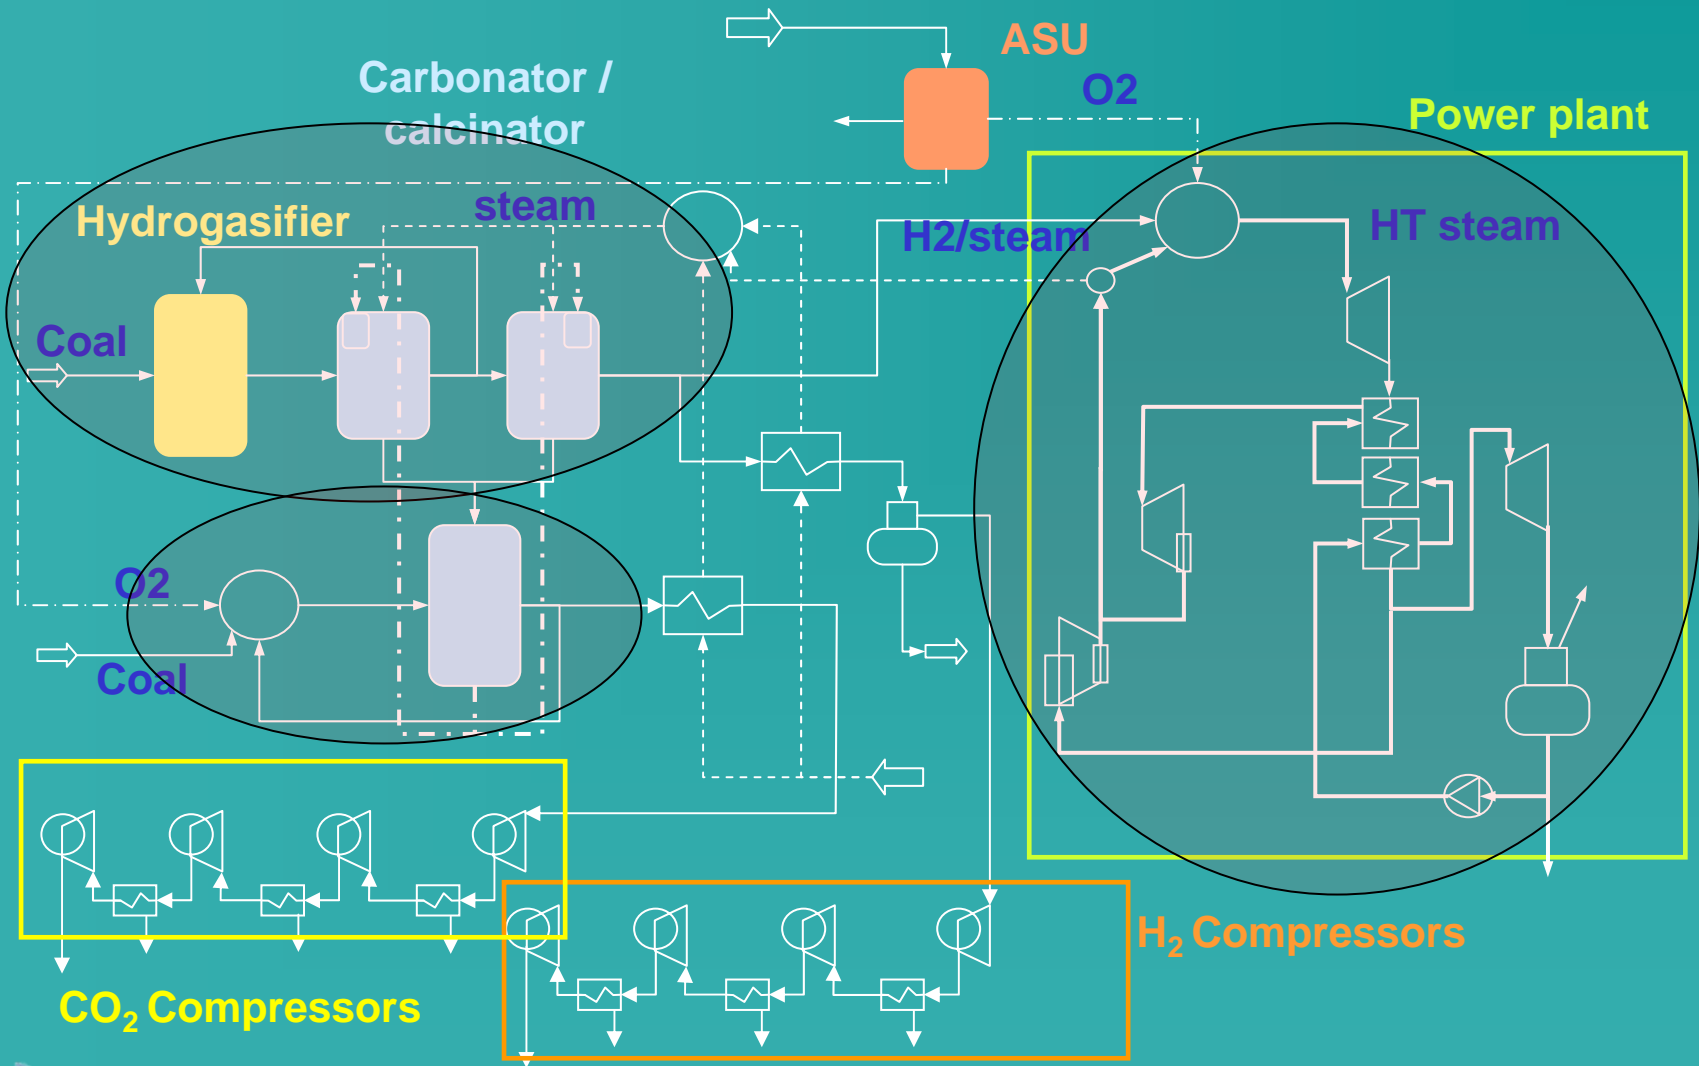 ASU
Carbonator /
calcinator
O2
Power plant
Hydrogasifier
steam
H2/steam
HT steam
Coal
O2
Coal
H₂ Compressors
CO₂ Compressors